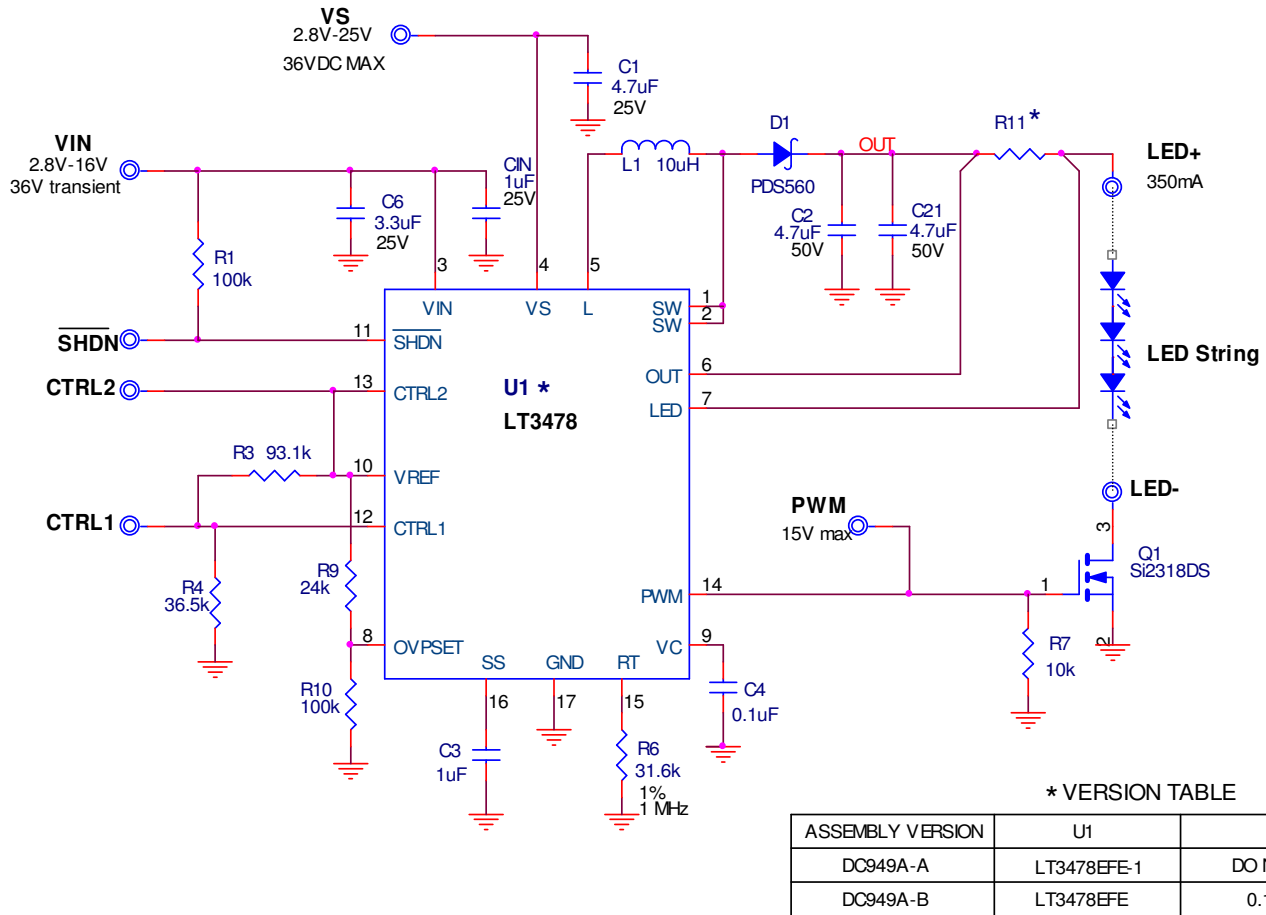 VS
2.8V-25V
36VDC MAX
C1
4.7uF
25V
VIN
2.8V-16V
36V transient
R1
100k
C6
3.3uF
25V
CIN
1uF
25V
L1 10uH
D1
PDS560
OUT
R11*
C2
4.7uF
50V
C21
4.7uF
50V
LED+
350mA
LED String
LED-
3
Q1
Si2318DS
1
2
SHDN
CTRL2
CTRL1
R3 93.1k
R4
36.5k
R9
24k
R10
100k
3
4
5
VIN
VS
L
11
SHDN
13
CTRL2
10
VREF
12
CTRL1
8
OVPSET
U1 *
LT3478
SW
1
SW
2
OUT
6
LED
7
PWM
14
VC
9
SS
GND
RT
16
17
15
PWM
15V max
R7
10k
C4
0.1uF
C3
1uF
R6
31.6k
1%
1 MHz
* VERSION TABLE
ASSEMBLY VERSION U1
DC949A-A LT3478EFE-1
DC949A-B LT3478EFE